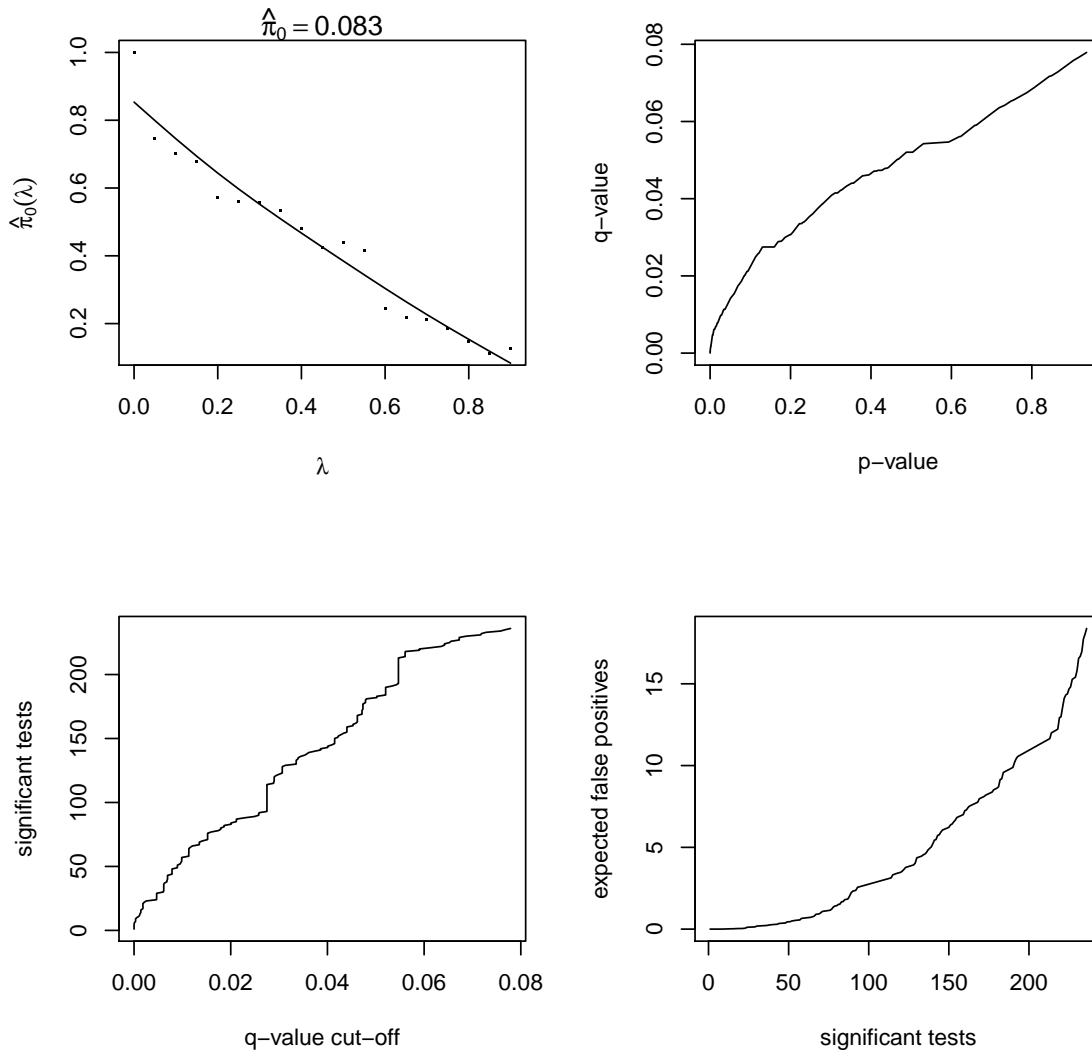 π̂₀ = 0.083
π̂₀(λ)
1.0
0.8
0.6
0.4
0.2
0.0 0.2 0.4 0.6 0.8
λ
q−value
0.08
0.06
0.04
0.02
0.00
0.0 0.2 0.4 0.6 0.8
p−value
significant tests
200
150
100
50
0
0.00 0.02 0.04 0.06 0.08
q−value cut−off
expected false positives
15
10
5
0
0 50 100 150 200
significant tests